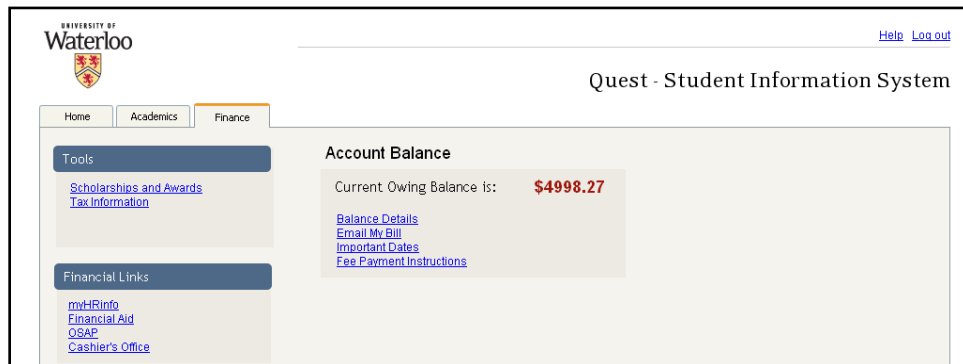 UNIVERSITY OF
Waterloo
Help Log out
Quest - Student Information System
Home Academics Finance
Tools
Scholarships and Awards
Tax Information
Financial Links
myHRinfo
Financial Aid
OSAP
Cashier's Office
Account Balance
Current Owing Balance is: $4998.27
Balance Details
Email My Bill
Important Dates
Fee Payment Instructions